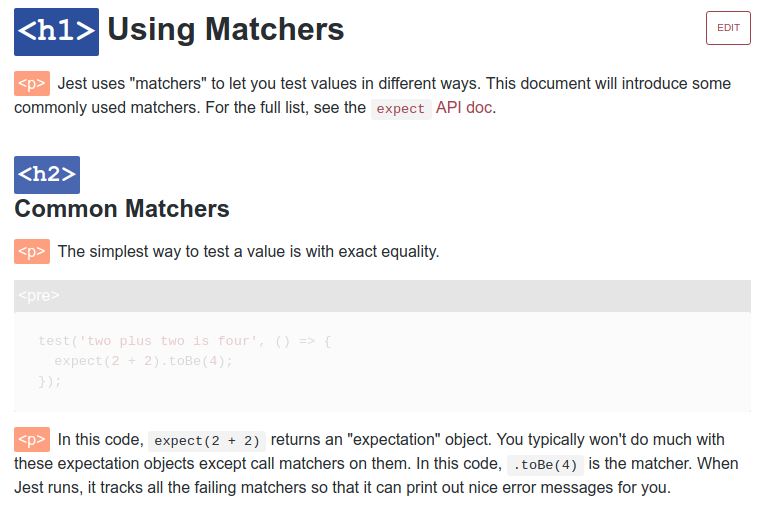 <h1> Using Matchers
EDIT
<p> Jest uses "matchers" to let you test values in different ways. This document will introduce some
commonly used matchers. For the full list, see the expect API doc.
<h2>
Common Matchers
<p> The simplest way to test a value is with exact equality.
<pre>
test('two plus two is four', () => {
  expect(2 + 2).toBe(4);
});
<p> In this code, expect(2 + 2) returns an "expectation" object. You typically won't do much with
these expectation objects except call matchers on them. In this code, .toBe(4) is the matcher. When
Jest runs, it tracks all the failing matchers so that it can print out nice error messages for you.